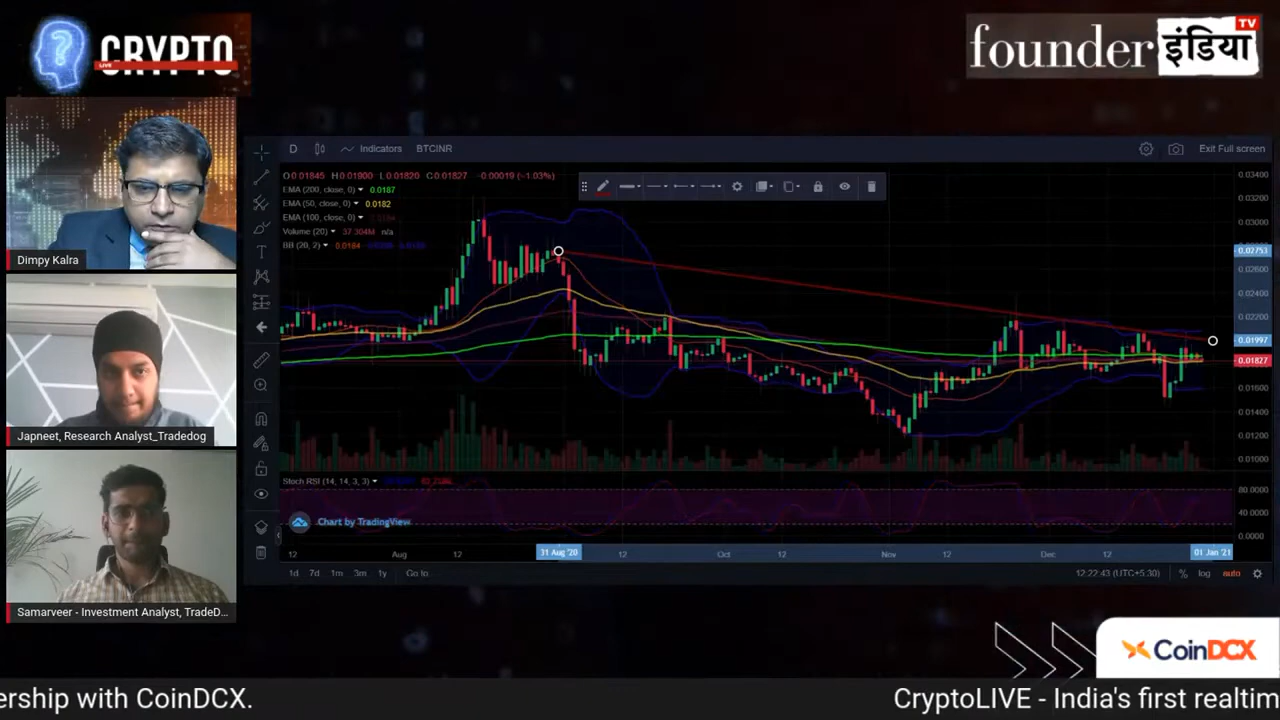 CRYPTO
LIVE
founder इंडिया TV
D Indicators BTCINR Exit Full screen
O0.01845 H0.01900 L0.01820 C0.01827 -0.00019 (-1.03%)
EMA (200, close, 0) 0.0187
EMA (50, close, 0) 0.0182
EMA (100, close, 0)
Volume (20) 37.304M n/a
BB (20, 2) 0.0184
0.03400
0.03200
0.03000
0.02753
0.02600
0.02400
0.02200
0.01997
0.01827
0.01600
0.01400
0.01200
0.01000
Stoch RSI (14, 14, 3, 3)
80.0000
40.0000
0.0000
Chart by TradingView
12 Aug 12 31 Aug '20 12 Oct 12 Nov 12 Dec 12 01 Jan '21
1d 7d 1m 3m 1y Go to 12:22:43 (UTC+5:30) % log auto
Dimpy Kalra
Japneet, Research Analyst_Tradedog
Samarveer - Investment Analyst, TradeD...
CoinDCX
ership with CoinDCX. CryptoLIVE - India's first realtim